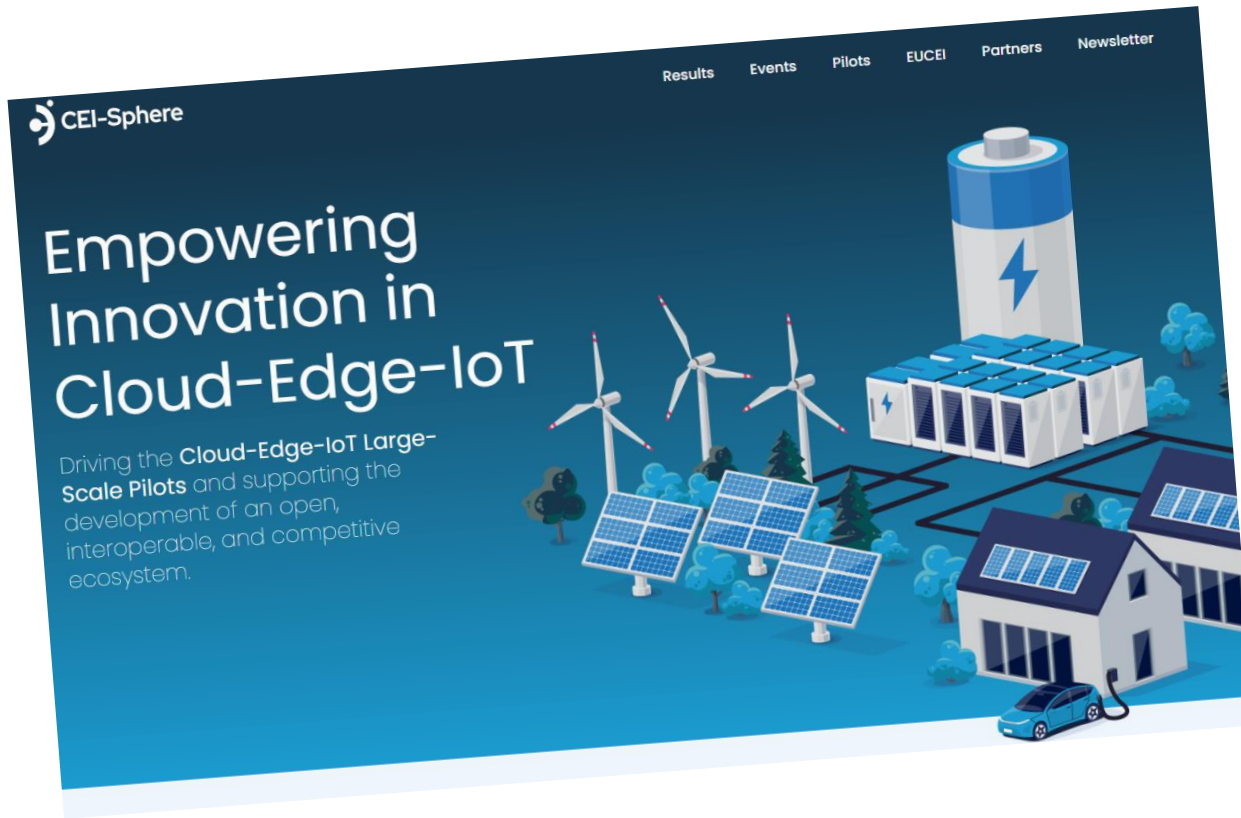 Results Events Pilots EUCEI Partners Newsletter
CEI-Sphere
Empowering
Innovation in
Cloud-Edge-IoT
Driving the Cloud-Edge-IoT Large-
Scale Pilots and supporting the
development of an open,
interoperable, and competitive
ecosystem.